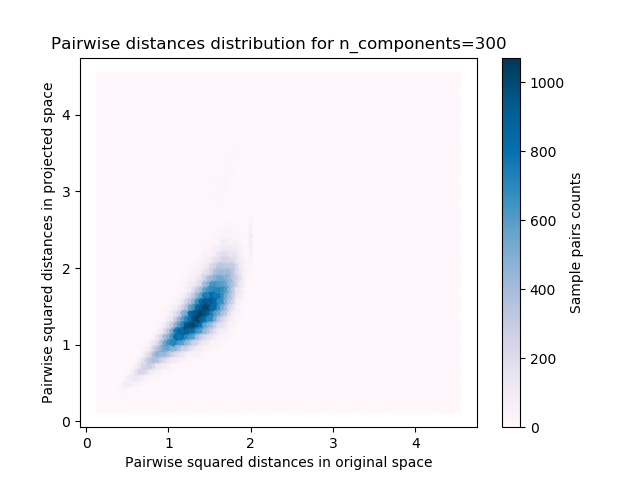 Pairwise distances distribution for n_components=300
Pairwise squared distances in projected space
4
3
2
1
0
0 1 2 3 4
Pairwise squared distances in original space
1000
800
600
400
200
0
Sample pairs counts